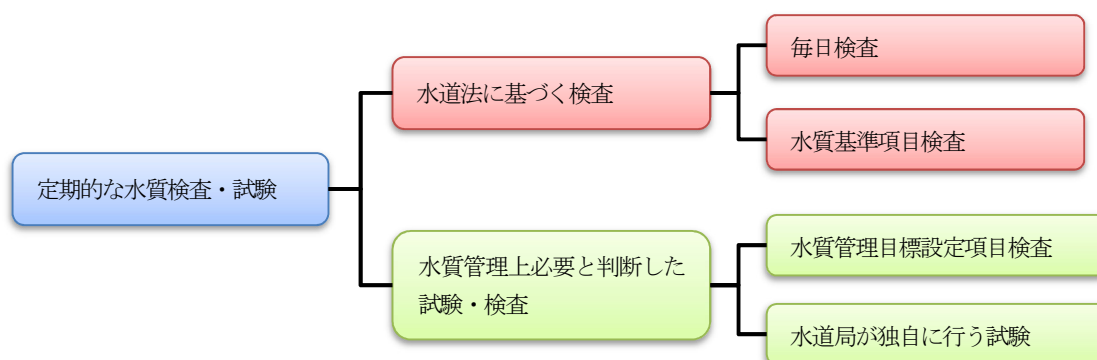 定期的な水質検査・試験
水道法に基づく検査
毎日検査
水質基準項目検査
水質管理上必要と判断した
試験・検査
水質管理目標設定項目検査
水道局が独自に行う試験